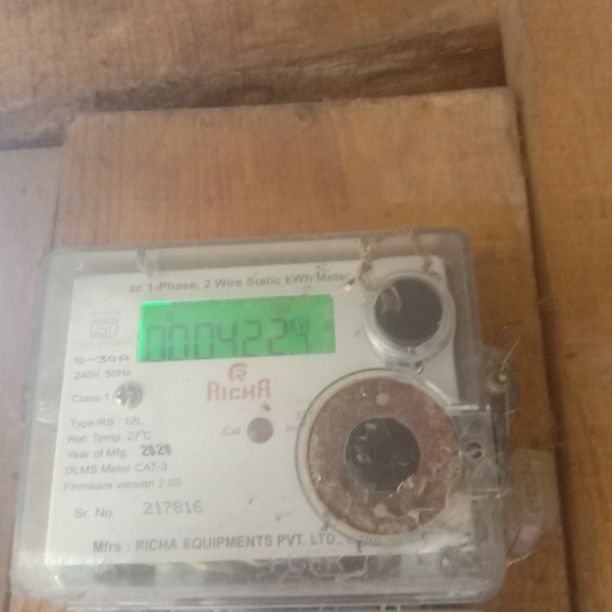 ac 1-Phase, 2 Wire Static kWh Meter
0004224
ISI
5-30A
240V, 50Hz
RICHA
Class-1
Type-RS : 12L
Cal
Ref. Temp. 27°C
Year of Mfg. 2020
DLMS Meter CAT-3
Firmware version 2.05
Sr. No. 217816
Mfrs : RICHA EQUIPMENTS PVT. LTD.,